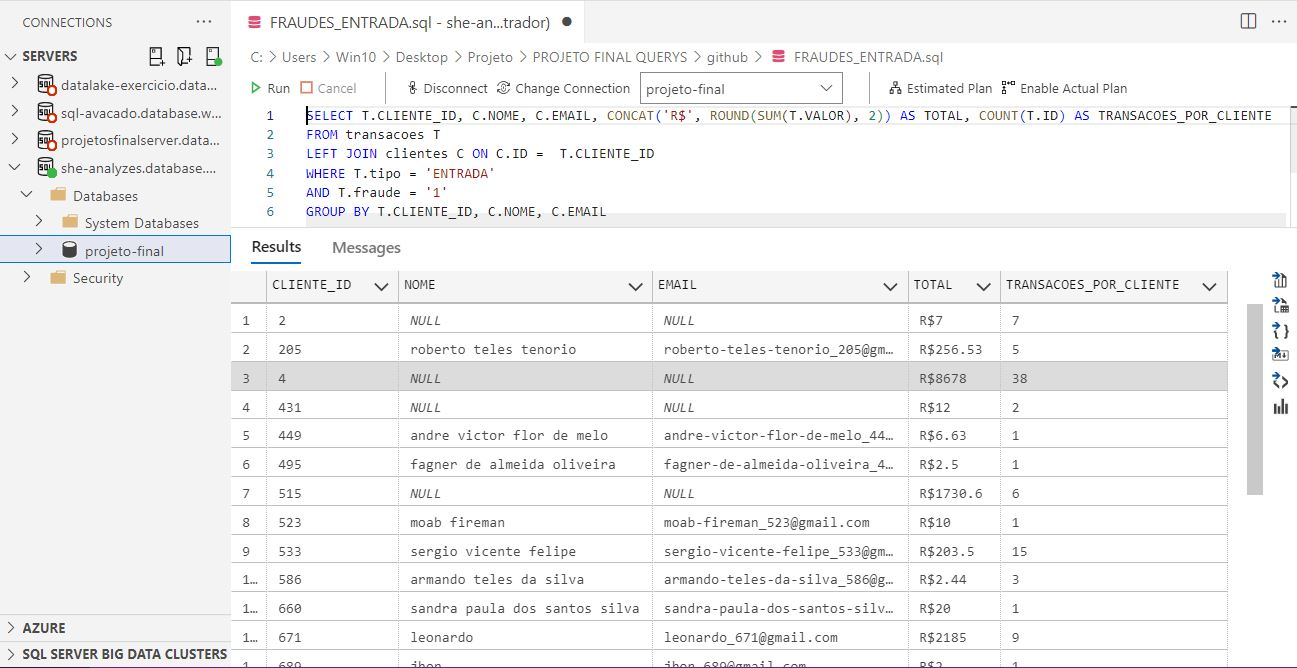 CONNECTIONS ...
SERVERS
datalake-exercicio.data...
sql-avacado.database.w...
projetosfinalserver.data...
she-analyzes.database....
Databases
System Databases
projeto-final
Security
AZURE
SQL SERVER BIG DATA CLUSTERS
FRAUDES_ENTRADA.sql - she-an...trador)
C: > Users > Win10 > Desktop > Projeto > PROJETO FINAL QUERYS > github > FRAUDES_ENTRADA.sql
Run Cancel Disconnect Change Connection projeto-final Estimated Plan Enable Actual Plan
1 SELECT T.CLIENTE_ID, C.NOME, C.EMAIL, CONCAT('R$', ROUND(SUM(T.VALOR), 2)) AS TOTAL, COUNT(T.ID) AS TRANSACOES_POR_CLIENTE
2 FROM transacoes T
3 LEFT JOIN clientes C ON C.ID =  T.CLIENTE_ID
4 WHERE T.tipo = 'ENTRADA'
5 AND T.fraude = '1'
6 GROUP BY T.CLIENTE_ID, C.NOME, C.EMAIL
Results Messages
CLIENTE_ID NOME EMAIL TOTAL TRANSACOES_POR_CLIENTE
1 2 NULL NULL R$7 7
2 205 roberto teles tenorio roberto-teles-tenorio_205@gm... R$256.53 5
3 4 NULL NULL R$8678 38
4 431 NULL NULL R$12 2
5 449 andre victor flor de melo andre-victor-flor-de-melo_44... R$6.63 1
6 495 fagner de almeida oliveira fagner-de-almeida-oliveira_4... R$2.5 1
7 515 NULL NULL R$1730.6 6
8 523 moab fireman moab-fireman_523@gmail.com R$10 1
9 533 sergio vicente felipe sergio-vicente-felipe_533@gm... R$203.5 15
1... 586 armando teles da silva armando-teles-da-silva_586@g... R$2.44 3
1... 660 sandra paula dos santos silva sandra-paula-dos-santos-silv... R$20 1
1... 671 leonardo leonardo_671@gmail.com R$2185 9
1... 689 jhon jhon_689@gmail.com R$2 1